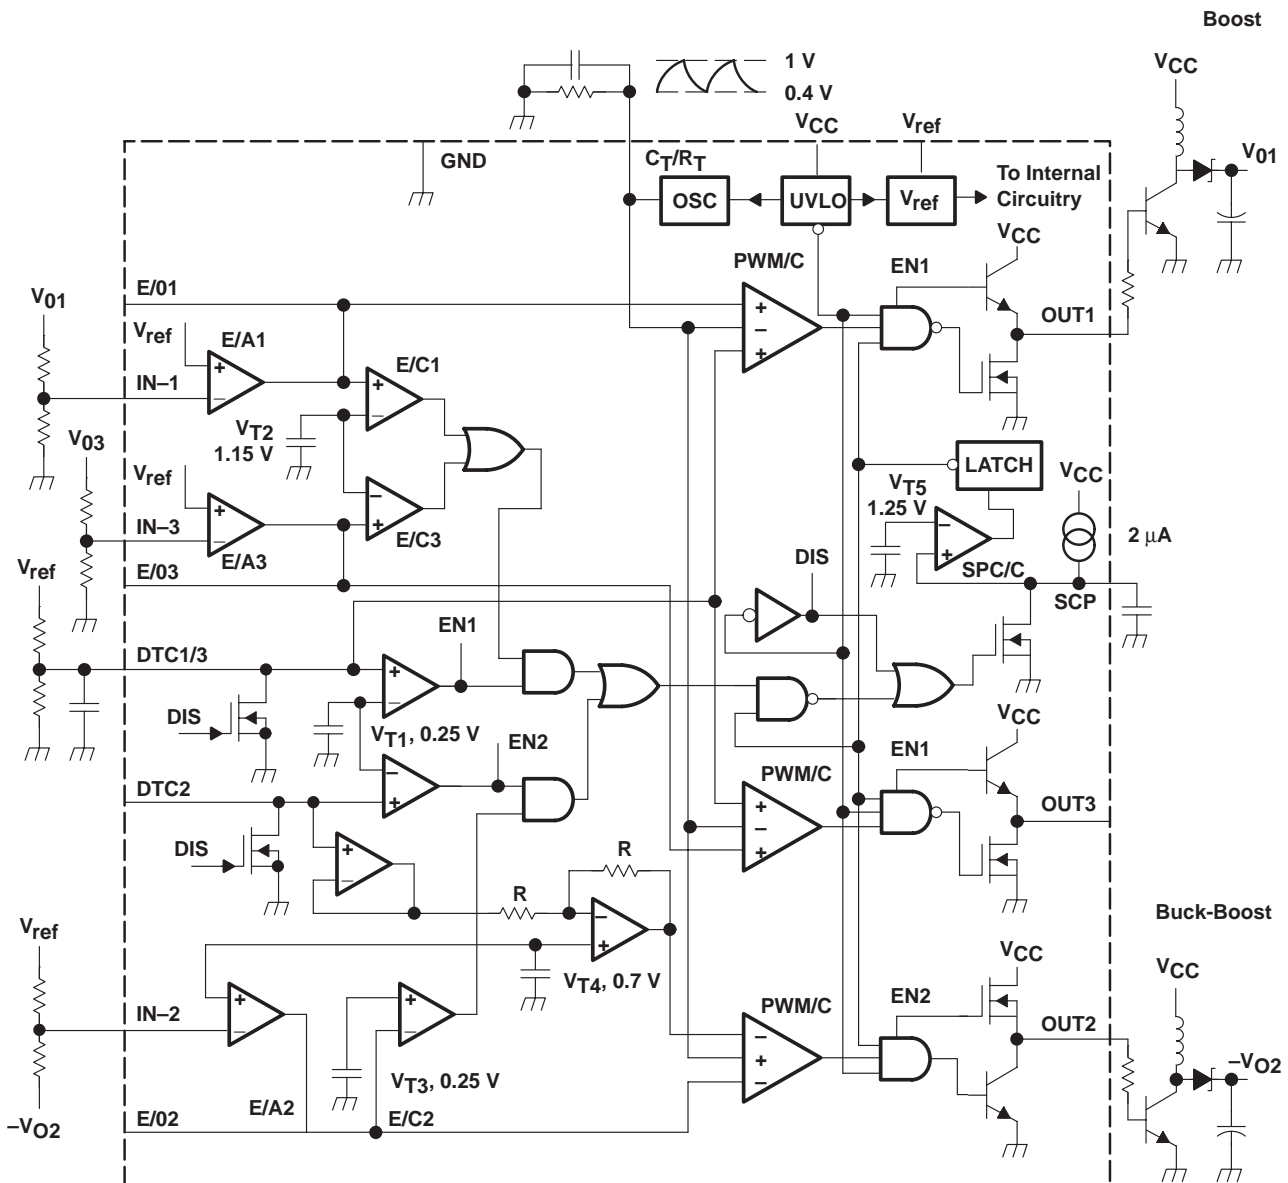 Boost
VCC
1 V
0.4 V
VCC
Vref
V01
GND
CT/RT
OSC
UVLO
Vref
To Internal
Circuitry
VCC
PWM/C
EN1
E/01
V01
+
−
+
OUT1
Vref
E/A1
+
−
IN–1
E/C1
+
−
VT2
1.15 V
V03
LATCH
VCC
Vref
VT5
1.25 V
+
−
IN–3
−
+
−
+
2 µA
E/A3
E/C3
DIS
SPC/C
Vref
E/03
SCP
EN1
DTC1/3
+
−
DIS
VT1, 0.25 V
VCC
EN2
EN1
−
+
PWM/C
DTC2
+
−
+
OUT3
DIS
+
−
R
R
Vref
−
+
Buck-Boost
VCC
VCC
VT4, 0.7 V
EN2
PWM/C
IN–2
+
−
+
−
−
+
−
OUT2
–VO2
VT3, 0.25 V
E/A2
E/02
E/C2
–VO2